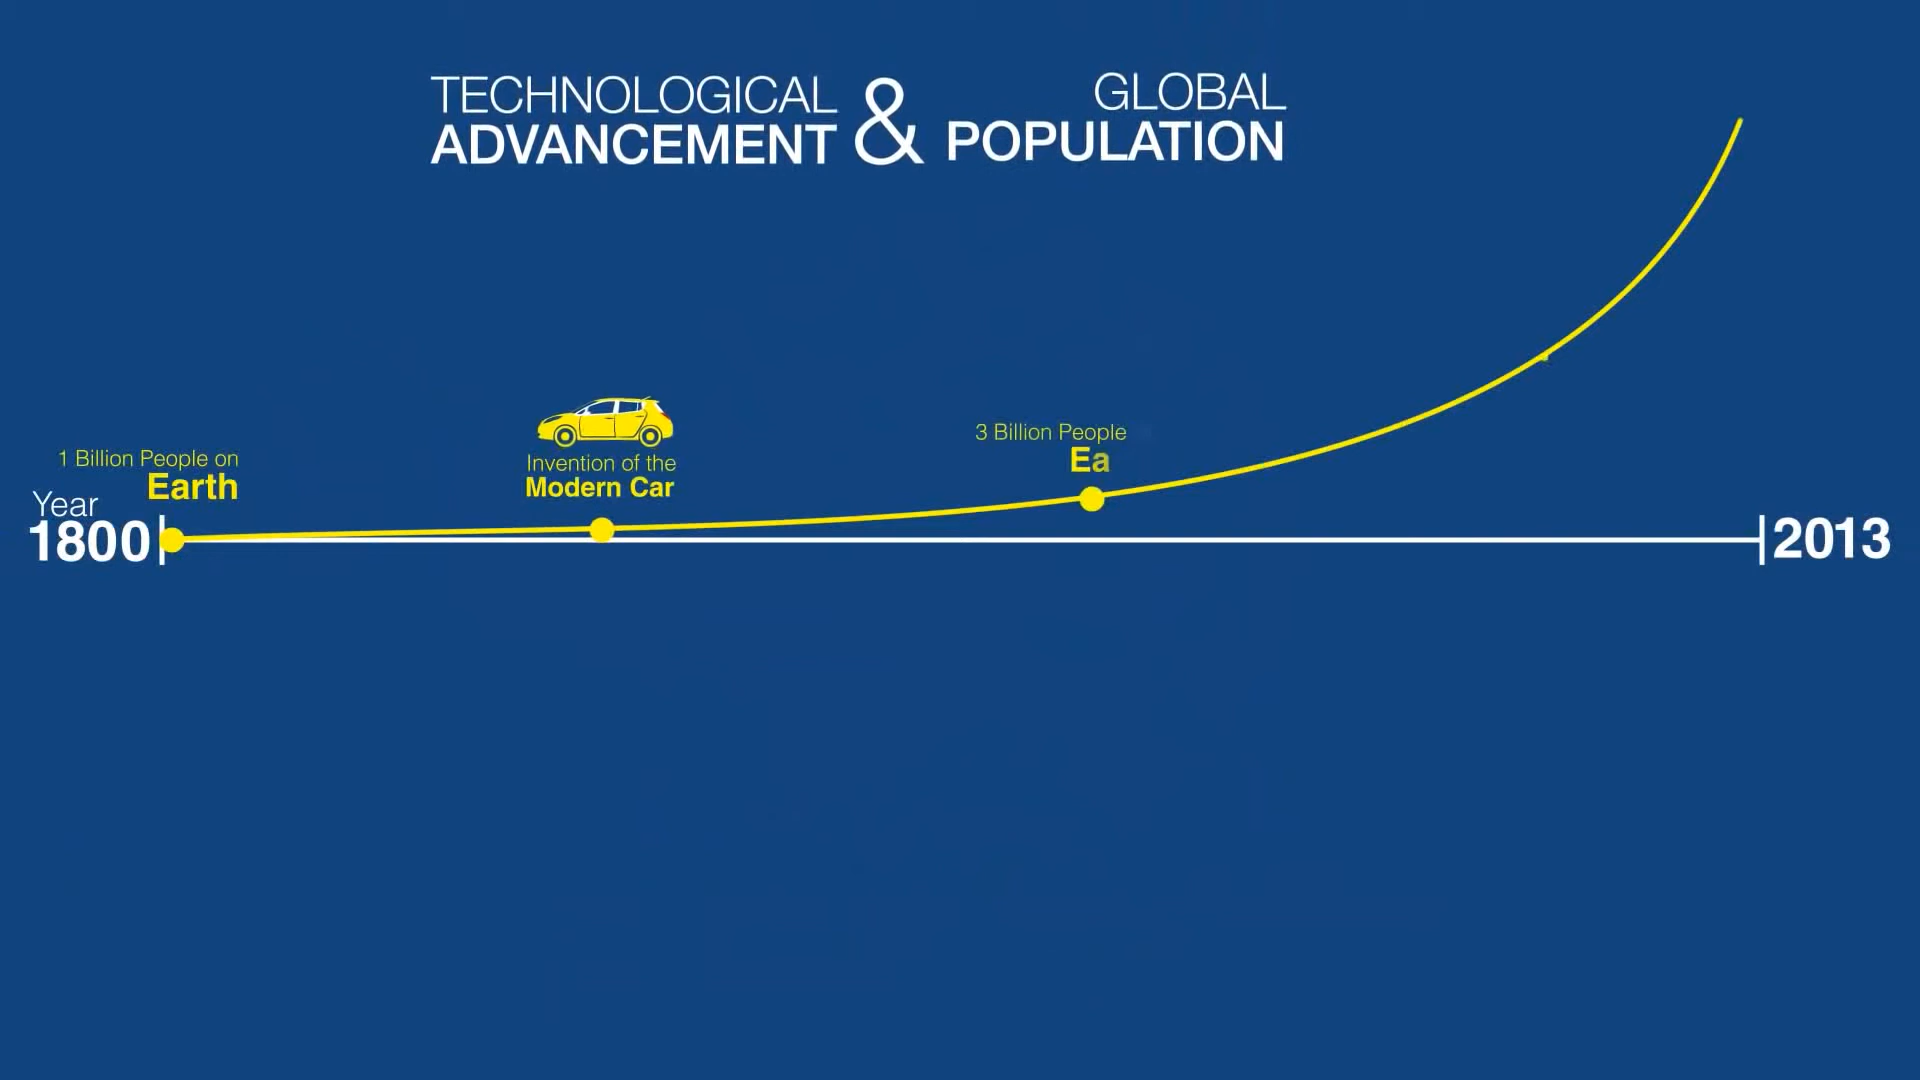 TECHNOLOGICAL
ADVANCEMENT
&
GLOBAL
POPULATION
1 Billion People on
Earth
Year
1800
Invention of the
Modern Car
3 Billion People
Ea
2013